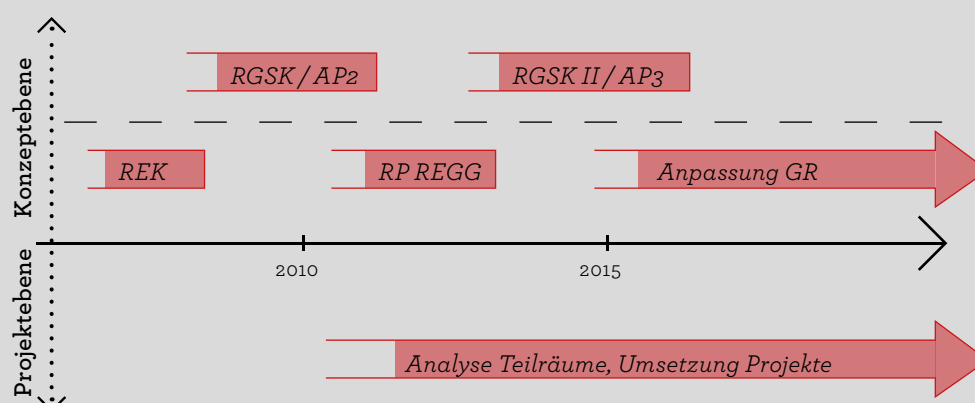 Konzeptebene
RGSK / AP2
RGSK II / AP3
REK
RP REGG
Anpassung GR
2010
2015
Projektebene
Analyse Teilräume, Umsetzung Projekte